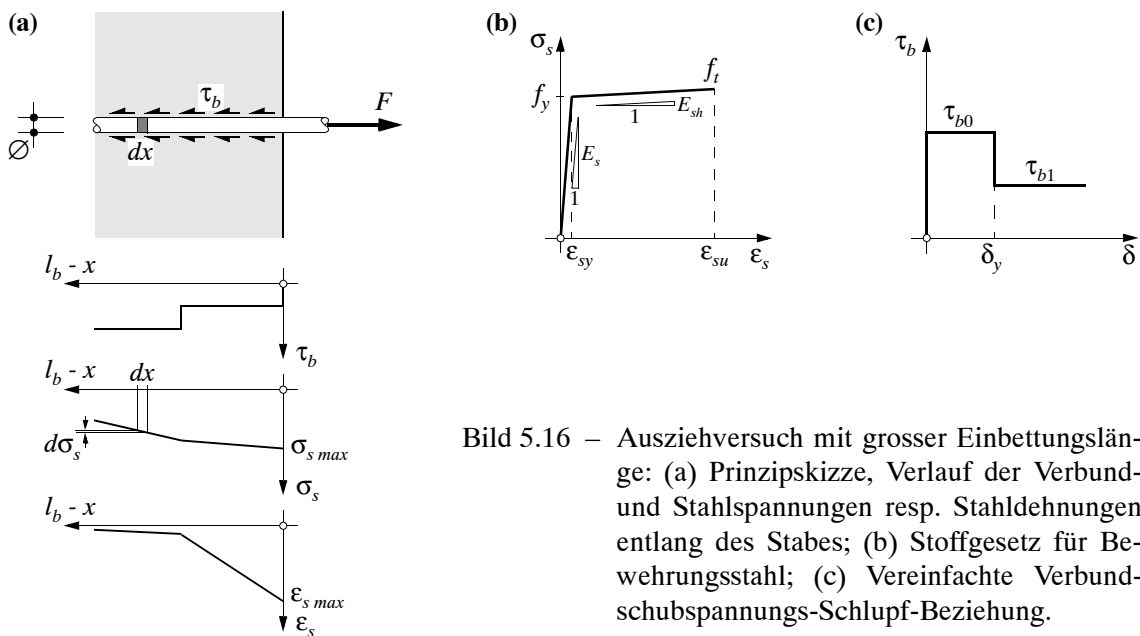 (a)
τ_b
F
Ø
dx
l_b - x
τ_b
l_b - x
dx
dσ_s
σ_s max
σ_s
l_b - x
ε_s max
ε_s
(b)
σ_s
f_y
f_t
E_sh
1
E_s
1
ε_sy
ε_su
ε_s
(c)
τ_b
τ_b0
τ_b1
δ_y
δ
Bild 5.16 – Ausziehversuch mit grosser Einbettungslän-
ge: (a) Prinzipskizze, Verlauf der Verbund-
und Stahlspannungen resp. Stahldehnungen
entlang des Stabes; (b) Stoffgesetz für Be-
wehrungsstahl; (c) Vereinfachte Verbund-
schubspannungs-Schlupf-Beziehung.